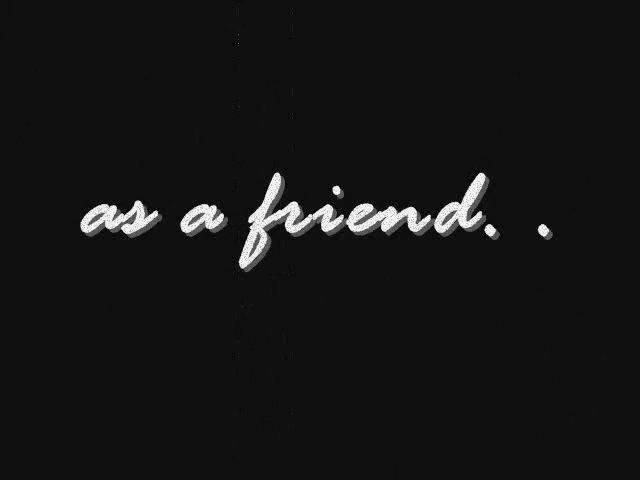 as a friend. .